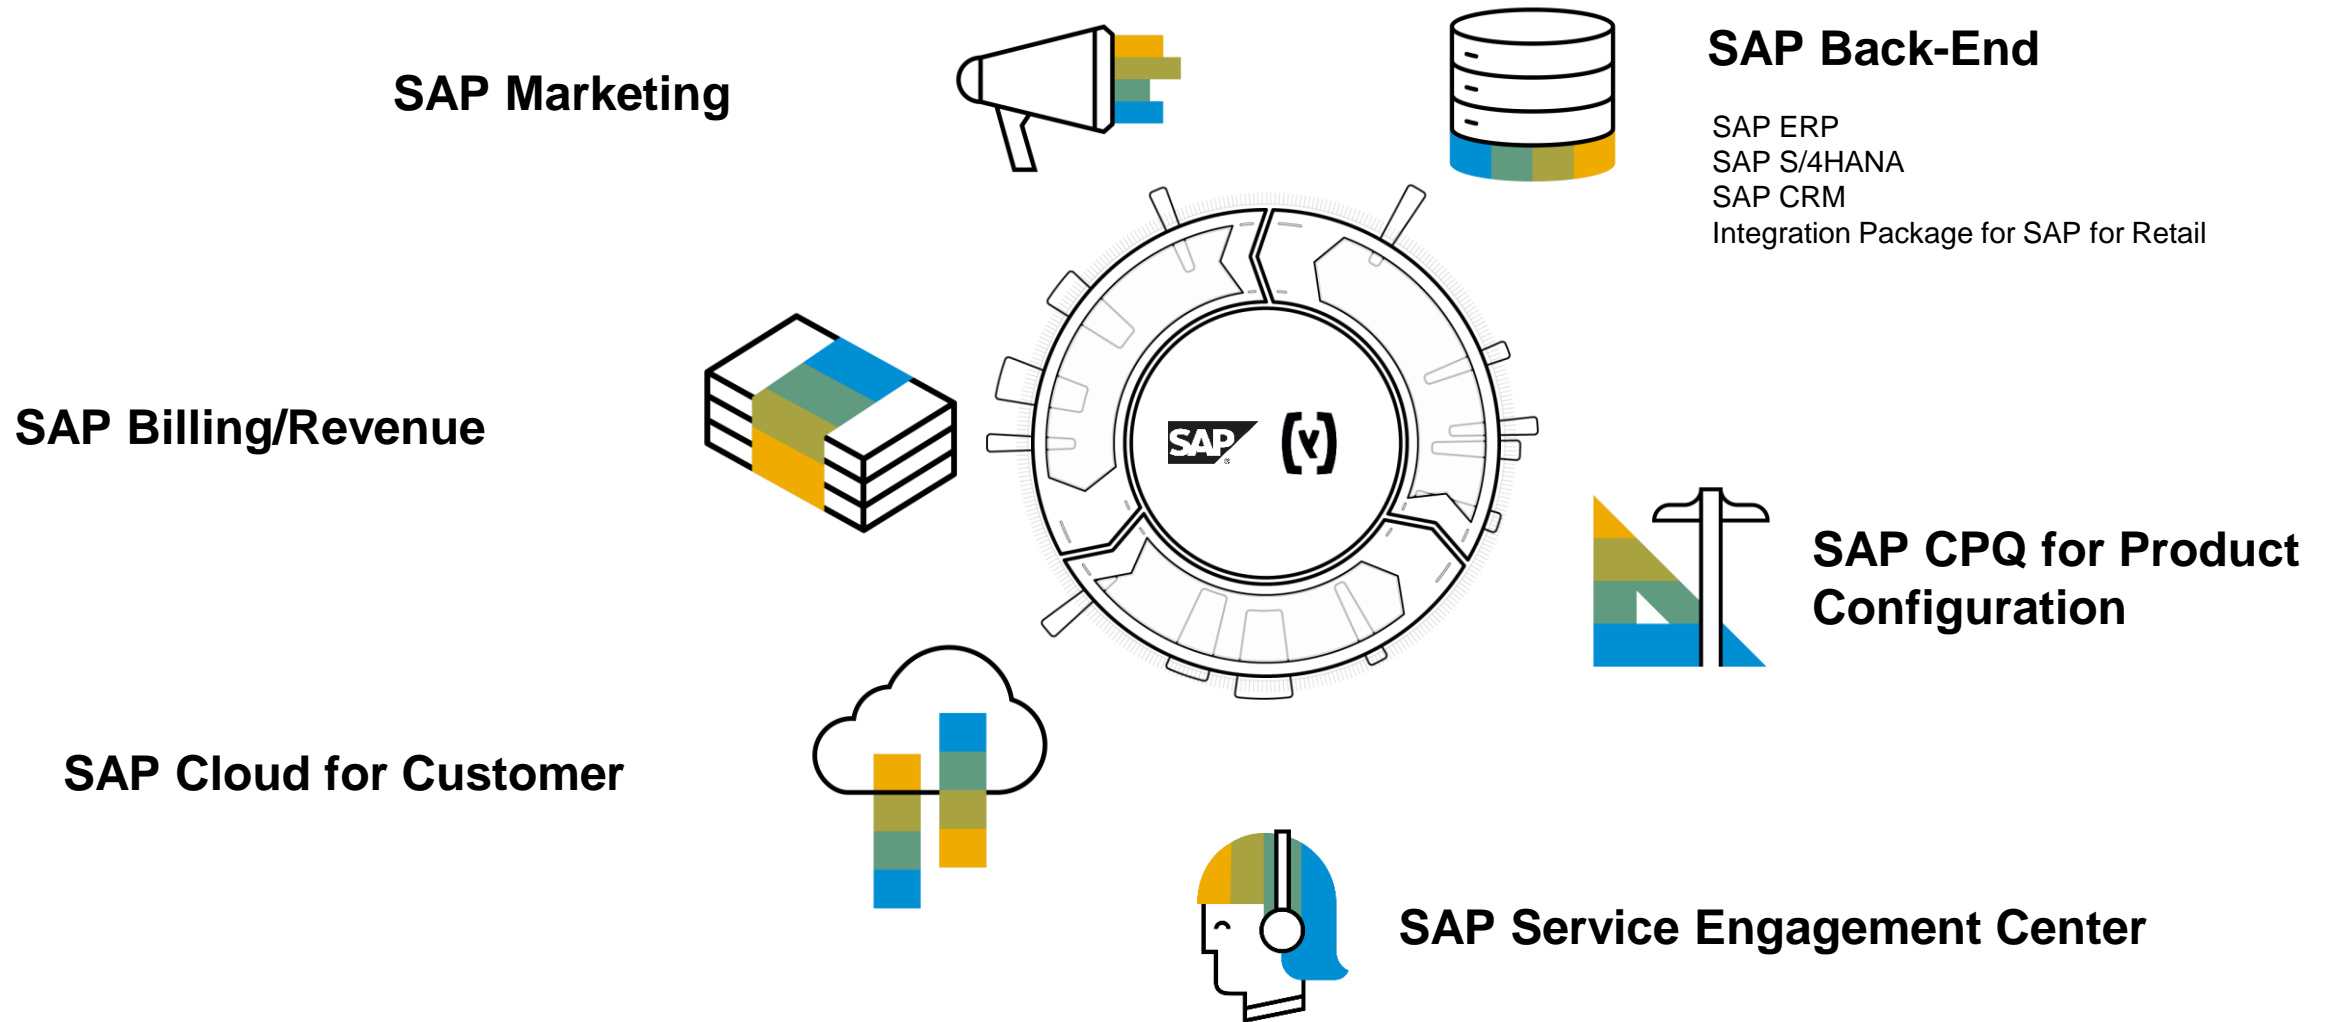 SAP Marketing
SAP Back-End
SAP ERP
SAP S/4HANA
SAP CRM
Integration Package for SAP for Retail
SAP Billing/Revenue
SAP
®
SAP CPQ for Product
Configuration
SAP Cloud for Customer
SAP Service Engagement Center